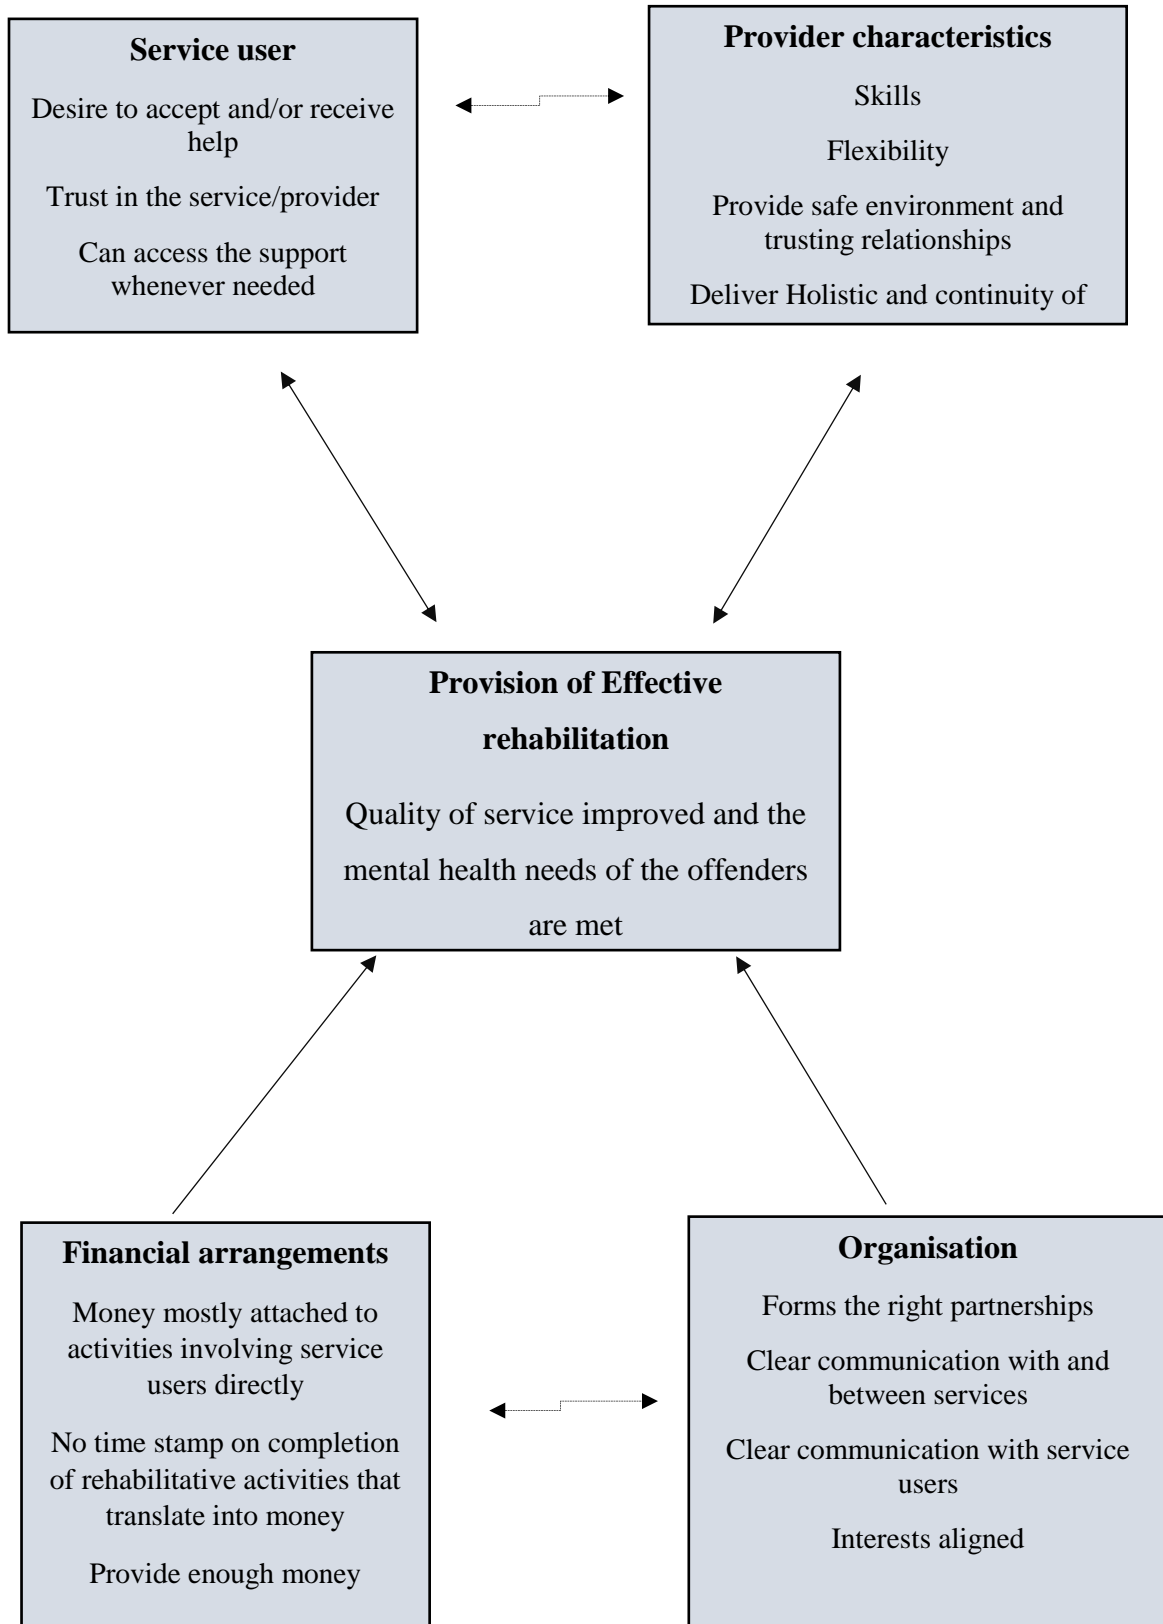 Service user
Desire to accept and/or receive
help
Trust in the service/provider
Can access the support
whenever needed
Provider characteristics
Skills
Flexibility
Provide safe environment and
trusting relationships
Deliver Holistic and continuity of
Provision of Effective
rehabilitation
Quality of service improved and the
mental health needs of the offenders
are met
Financial arrangements
Money mostly attached to
activities involving service
users directly
No time stamp on completion
of rehabilitative activities that
translate into money
Provide enough money
Organisation
Forms the right partnerships
Clear communication with and
between services
Clear communication with service
users
Interests aligned